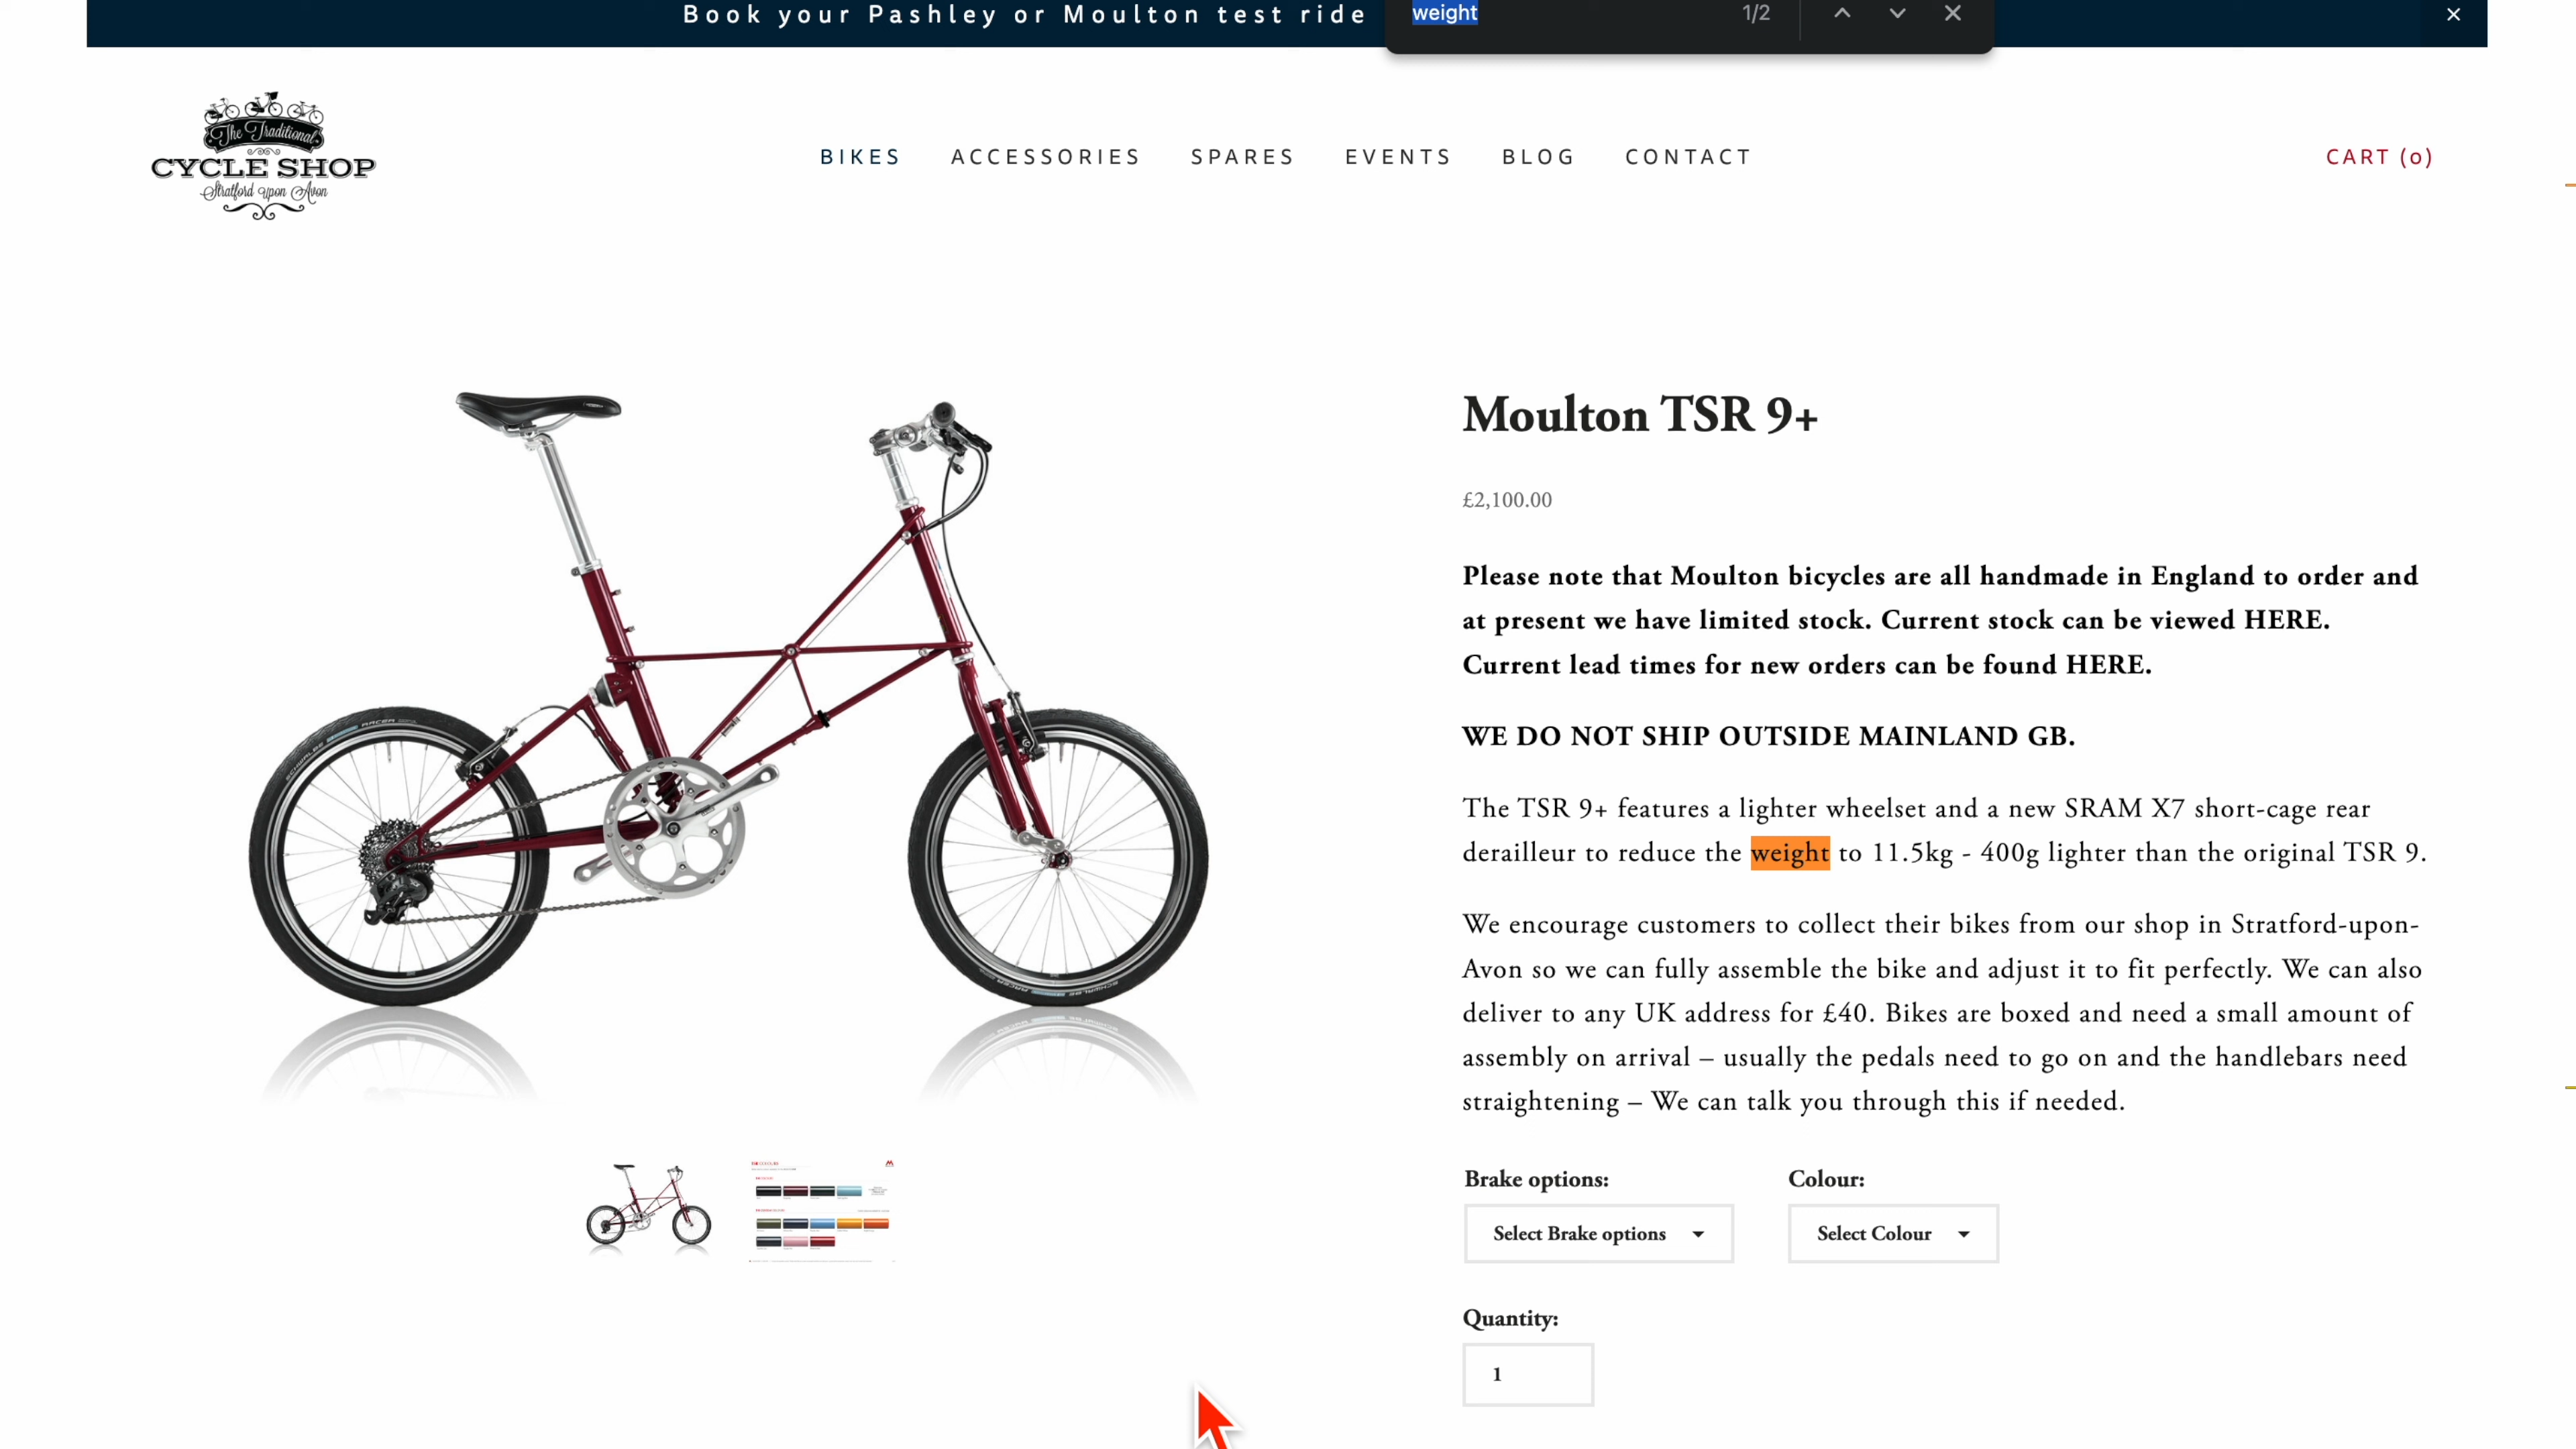 Book your Pashley or Moulton test ride
weight 1/2
The Traditional
CYCLE SHOP
Stratford upon Avon
BIKES ACCESSORIES SPARES EVENTS BLOG CONTACT
CART (0)
Moulton TSR 9+
£2,100.00
Please note that Moulton bicycles are all handmade in England to order and
at present we have limited stock. Current stock can be viewed HERE.
Current lead times for new orders can be found HERE.
WE DO NOT SHIP OUTSIDE MAINLAND GB.
The TSR 9+ features a lighter wheelset and a new SRAM X7 short-cage rear
derailleur to reduce the weight to 11.5kg - 400g lighter than the original TSR 9.
We encourage customers to collect their bikes from our shop in Stratford-upon-
Avon so we can fully assemble the bike and adjust it to fit perfectly. We can also
deliver to any UK address for £40. Bikes are boxed and need a small amount of
assembly on arrival – usually the pedals need to go on and the handlebars need
straightening – We can talk you through this if needed.
Brake options: Colour:
Select Brake options Select Colour
Quantity:
1
SCHWALBE RACER
RACER SCHWALBE